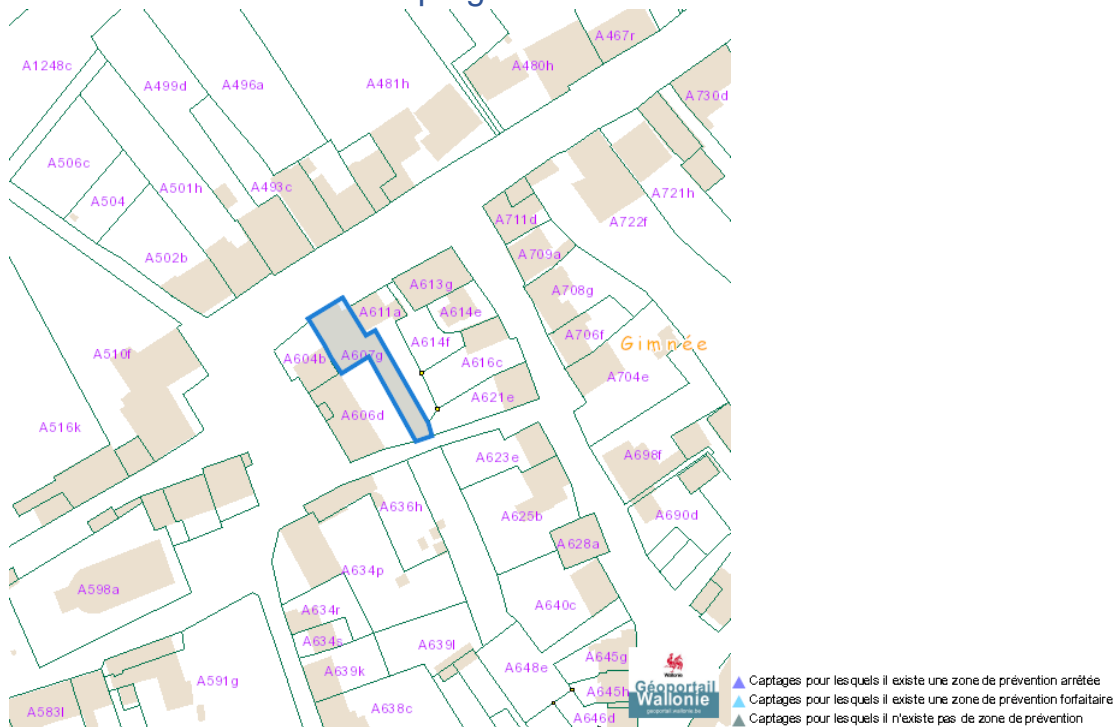 A467r
A1248c
A480h
A499d
A496a
A481h
A730d
A506c
A504
A501h
A493c
A721h
A711d
A722f
A502b
A709a
A613g
A708g
A611a
A614e
A510f
A604b
A607g
A614f
A706f
Gimnée
A616c
A704e
A621e
A606d
A516k
A623e
A698f
A636h
A625b
A690d
A628a
A634p
A598a
A640c
A634r
A634s
A639l
A648e
A645g
A639k
A591g
A645h
A583l
A638c
A646d
Wallonie
Géoportail
Wallonie
geoportail.wallonie.be
Captages pour lesquels il existe une zone de prévention arrêtée
Captages pour lesquels il existe une zone de prévention forfaitaire
Captages pour lesquels il n'existe pas de zone de prévention